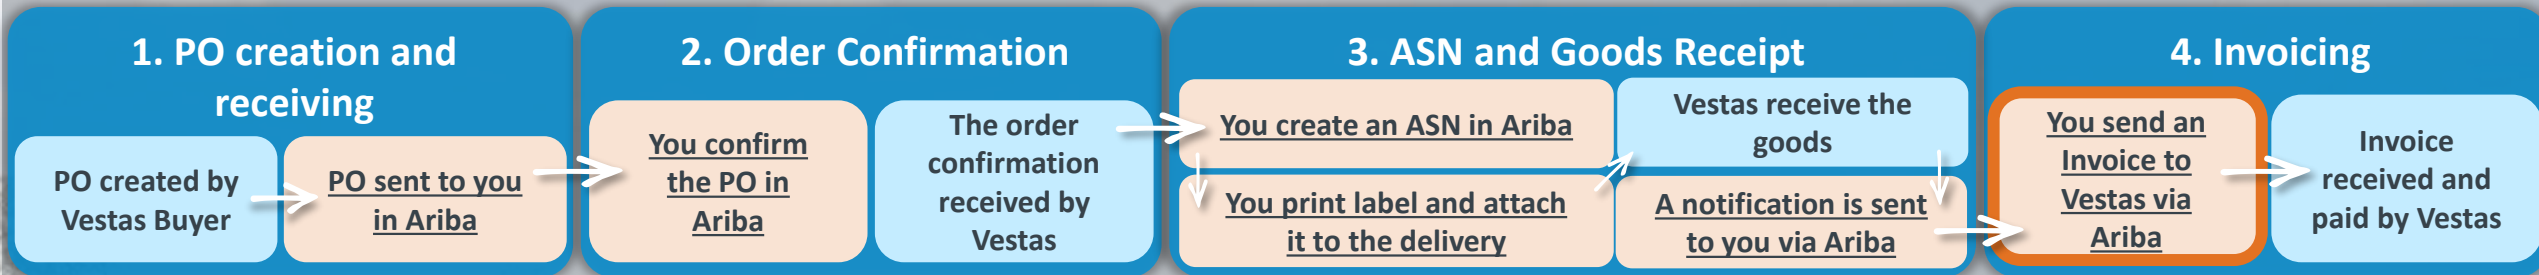 1. PO creation and
receiving
PO created by
Vestas Buyer
PO sent to you
in Ariba
2. Order Confirmation
You confirm
the PO in
Ariba
The order
confirmation
received by
Vestas
3. ASN and Goods Receipt
You create an ASN in Ariba
You print label and attach
it to the delivery
Vestas receive the
goods
A notification is sent
to you via Ariba
4. Invoicing
You send an
Invoice to
Vestas via
Ariba
Invoice
received and
paid by Vestas